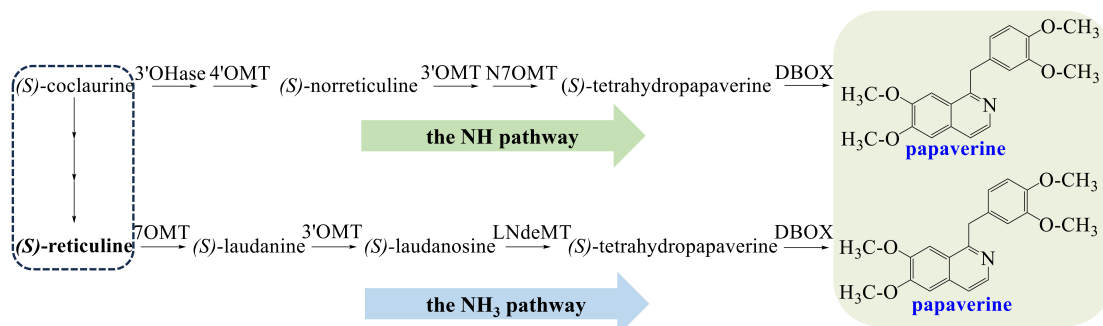 (S)-coclaurine 3'OHase 4'OMT (S)-norreticuline 3'OMT N7OMT (S)-tetrahydropapaverine DBOX
O-CH3
O-CH3
H3C-O
N
H3C-O
papaverine
the NH pathway
(S)-reticuline 7OMT (S)-laudanine 3'OMT (S)-laudanosine LNdeMT (S)-tetrahydropapaverine DBOX
O-CH3
O-CH3
H3C-O
N
H3C-O
papaverine
the NH3 pathway